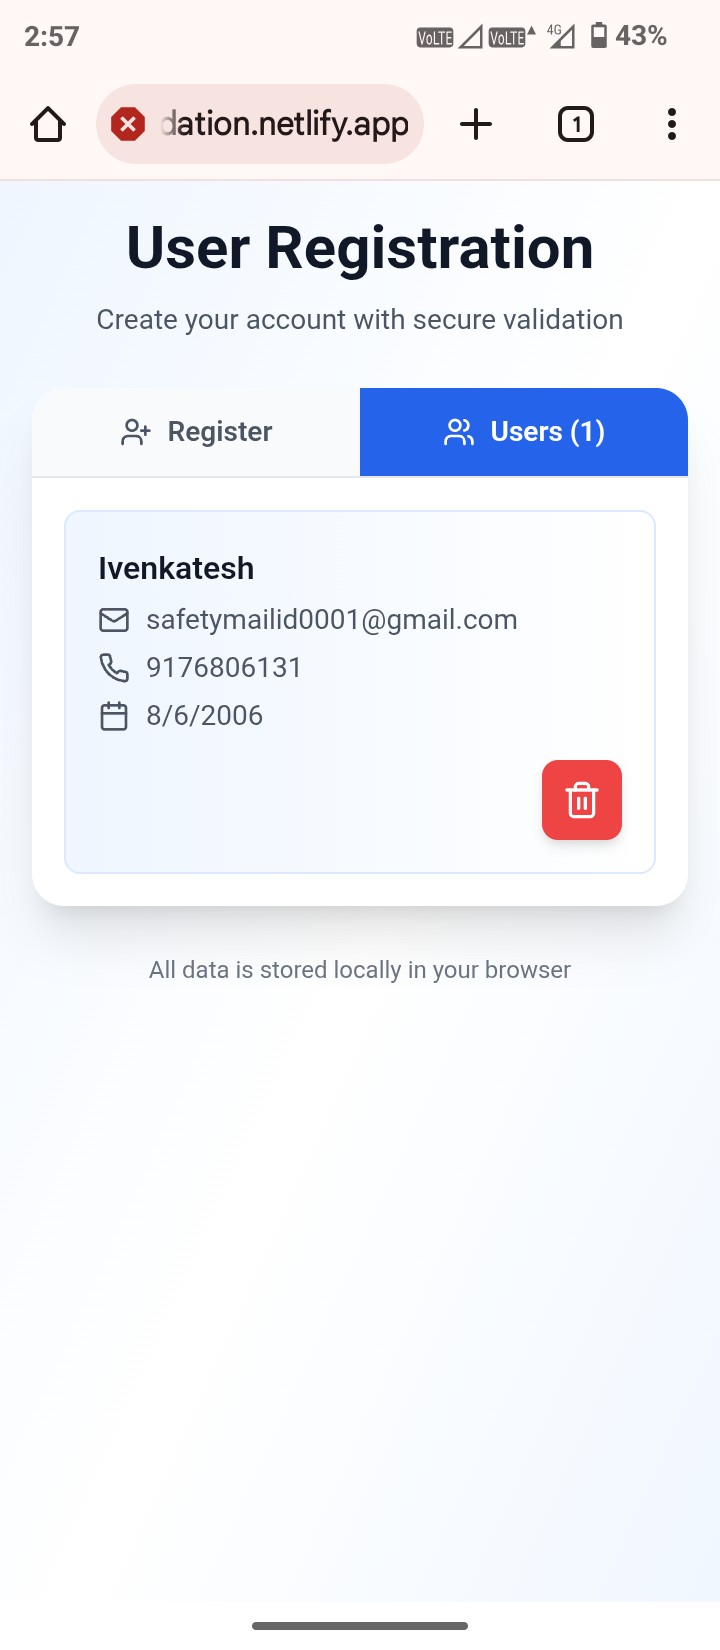 2:57
VoLTE VoLTE 4G 43%
dation.netlify.app
1
User Registration
Create your account with secure validation
Register
Users (1)
Ivenkatesh
safetymailid0001@gmail.com
9176806131
8/6/2006
All data is stored locally in your browser